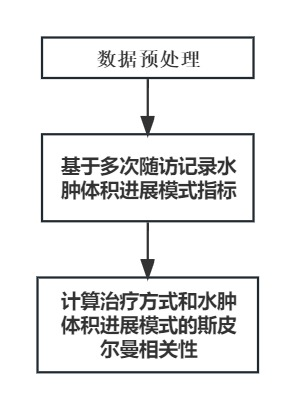 数据预处理
基于多次随访记录水
肿体积进展模式指标
计算治疗方式和水肿
体积进展模式的斯皮
尔曼相关性